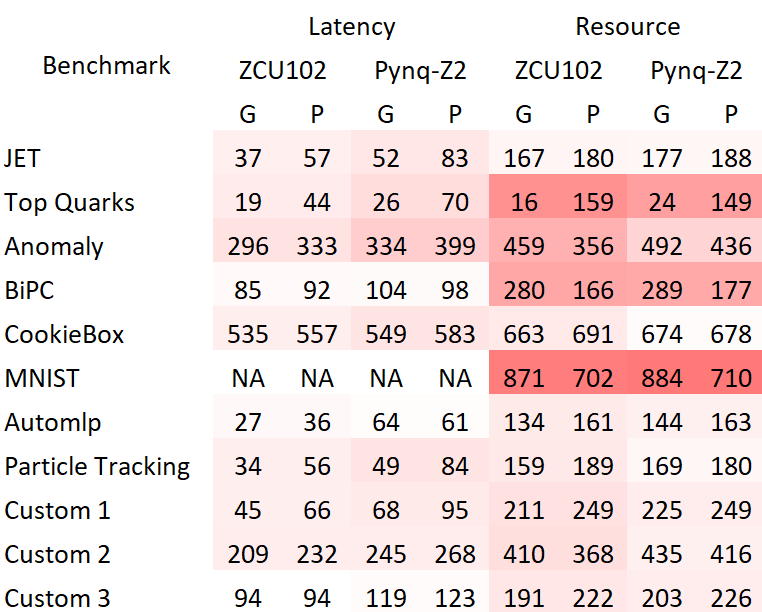 Latency Resource
Benchmark ZCU102 Pynq-Z2 ZCU102 Pynq-Z2
G P G P G P G P
JET 37 57 52 83 167 180 177 188
Top Quarks 19 44 26 70 16 159 24 149
Anomaly 296 333 334 399 459 356 492 436
BiPC 85 92 104 98 280 166 289 177
CookieBox 535 557 549 583 663 691 674 678
MNIST NA NA NA NA 871 702 884 710
Automlp 27 36 64 61 134 161 144 163
Particle Tracking 34 56 49 84 159 189 169 180
Custom 1 45 66 68 95 211 249 225 249
Custom 2 209 232 245 268 410 368 435 416
Custom 3 94 94 119 123 191 222 203 226